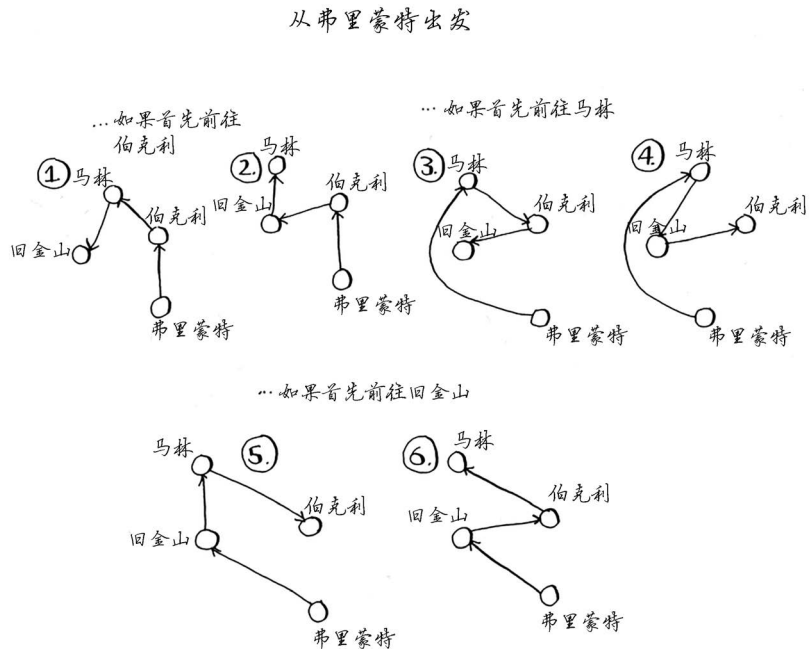 从弗里蒙特出发
...如果首先前往
伯克利
1.
马林
伯克利
旧金山
弗里蒙特
2.
马林
伯克利
旧金山
弗里蒙特
...如果首先前往马林
3.
马林
伯克利
旧金山
弗里蒙特
4.
马林
伯克利
旧金山
弗里蒙特
...如果首先前往旧金山
5.
马林
伯克利
旧金山
弗里蒙特
6.
马林
伯克利
旧金山
弗里蒙特